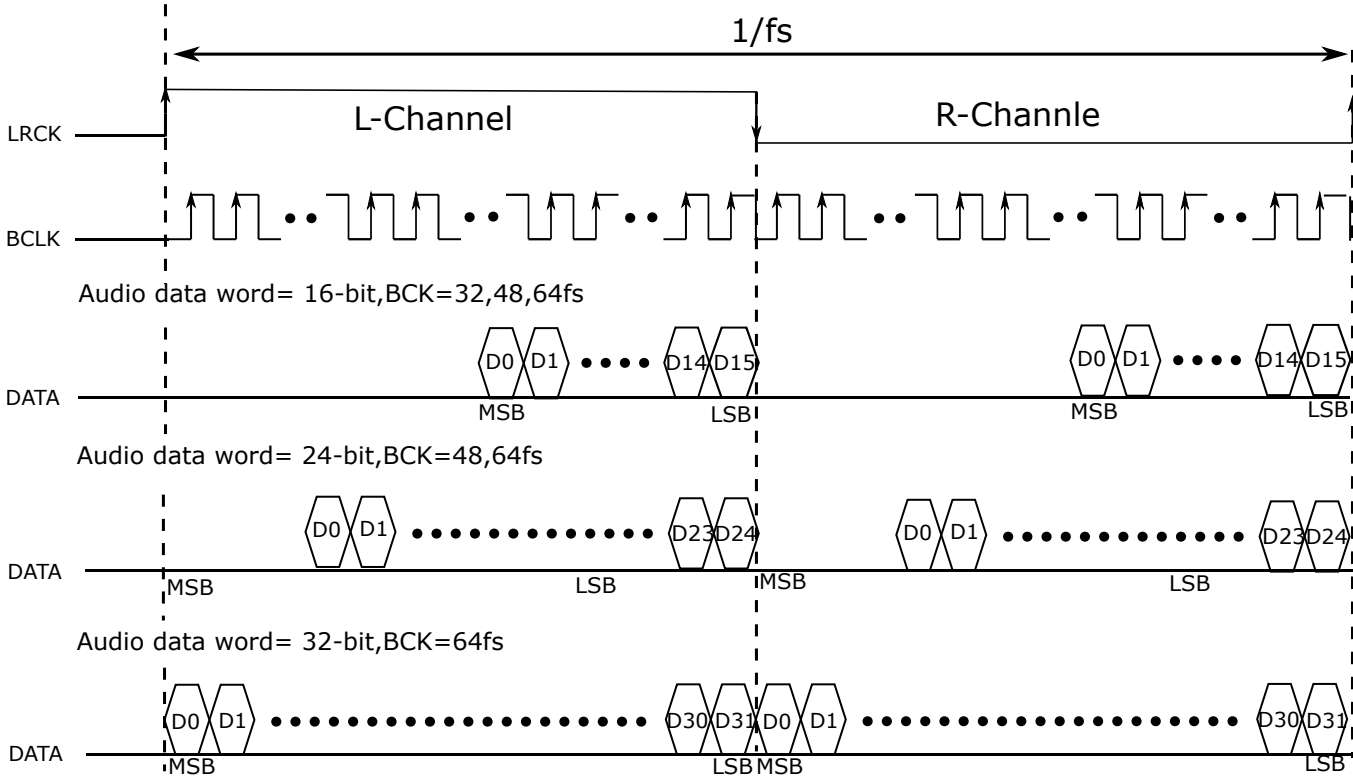 1/fs
L-Channel
R-Channle
LRCK
BCLK
Audio data word= 16-bit,BCK=32,48,64fs
D0 D1 D14 D15 D0 D1 D14 D15
DATA
MSB LSB MSB LSB
Audio data word= 24-bit,BCK=48,64fs
D0 D1 D23 D24 D0 D1 D23 D24
DATA
MSB LSB MSB LSB
Audio data word= 32-bit,BCK=64fs
D0 D1 D30 D31 D0 D1 D30 D31
DATA
MSB LSB MSB LSB